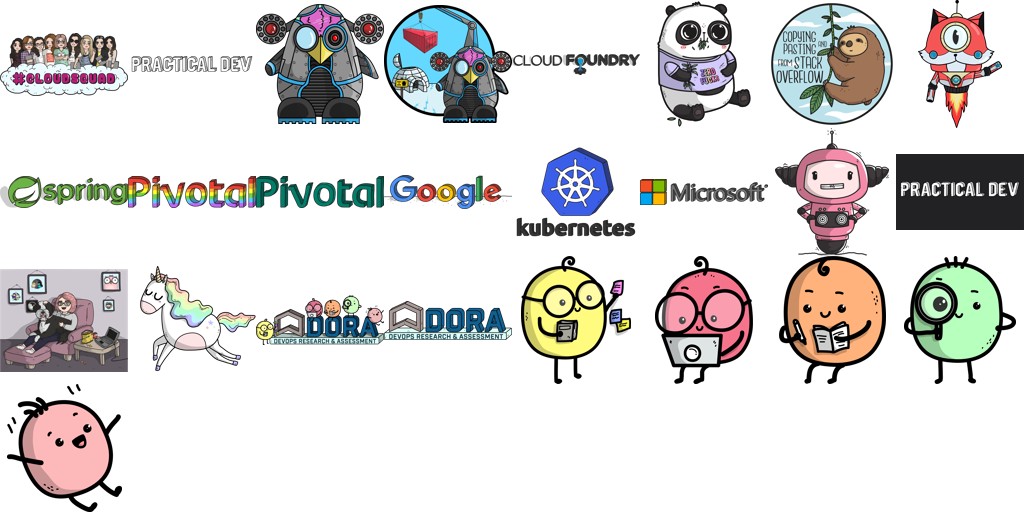 #CLOUDSQUAD
PRACTICAL DEV
CLOUD FOUNDRY
COPYING
PASTING AND
FROM STACK
OVERFLOW
spring
Pivotal
Pivotal
Google
kubernetes
Microsoft
PRACTICAL DEV
DORA
DEVOPS RESEARCH & ASSESSMENT
DORA
DEVOPS RESEARCH & ASSESSMENT